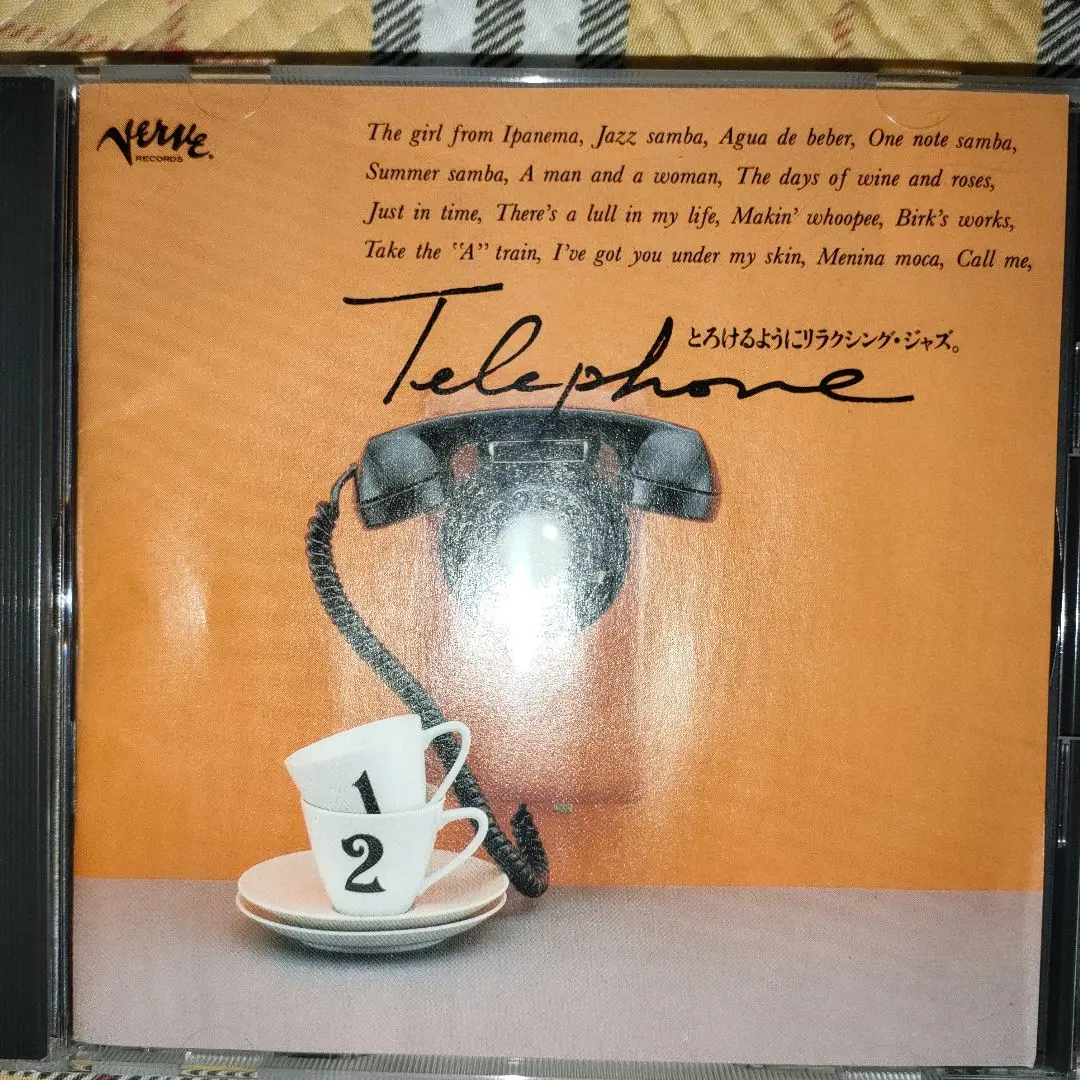 VERVE
RECORDS
The girl from Ipanema, Jazz samba, Agua de beber, One note samba,
Summer samba, A man and a woman, The days of wine and roses,
Just in time, There's a lull in my life, Makin' whoopee, Birk's works,
Take the "A" train, I've got you under my skin, Menina moca, Call me,
とろけるようにリラクシング・ジャズ。
Telephone
1
2